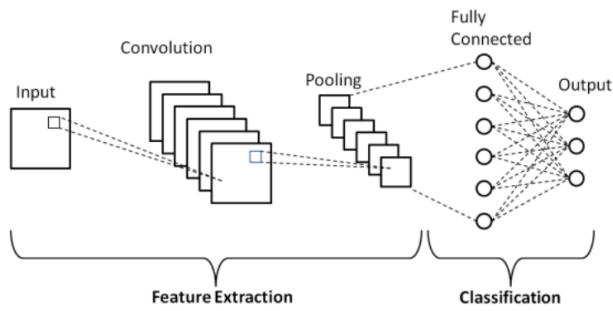 Input
Convolution
Pooling
Fully
Connected
Output
Feature Extraction
Classification